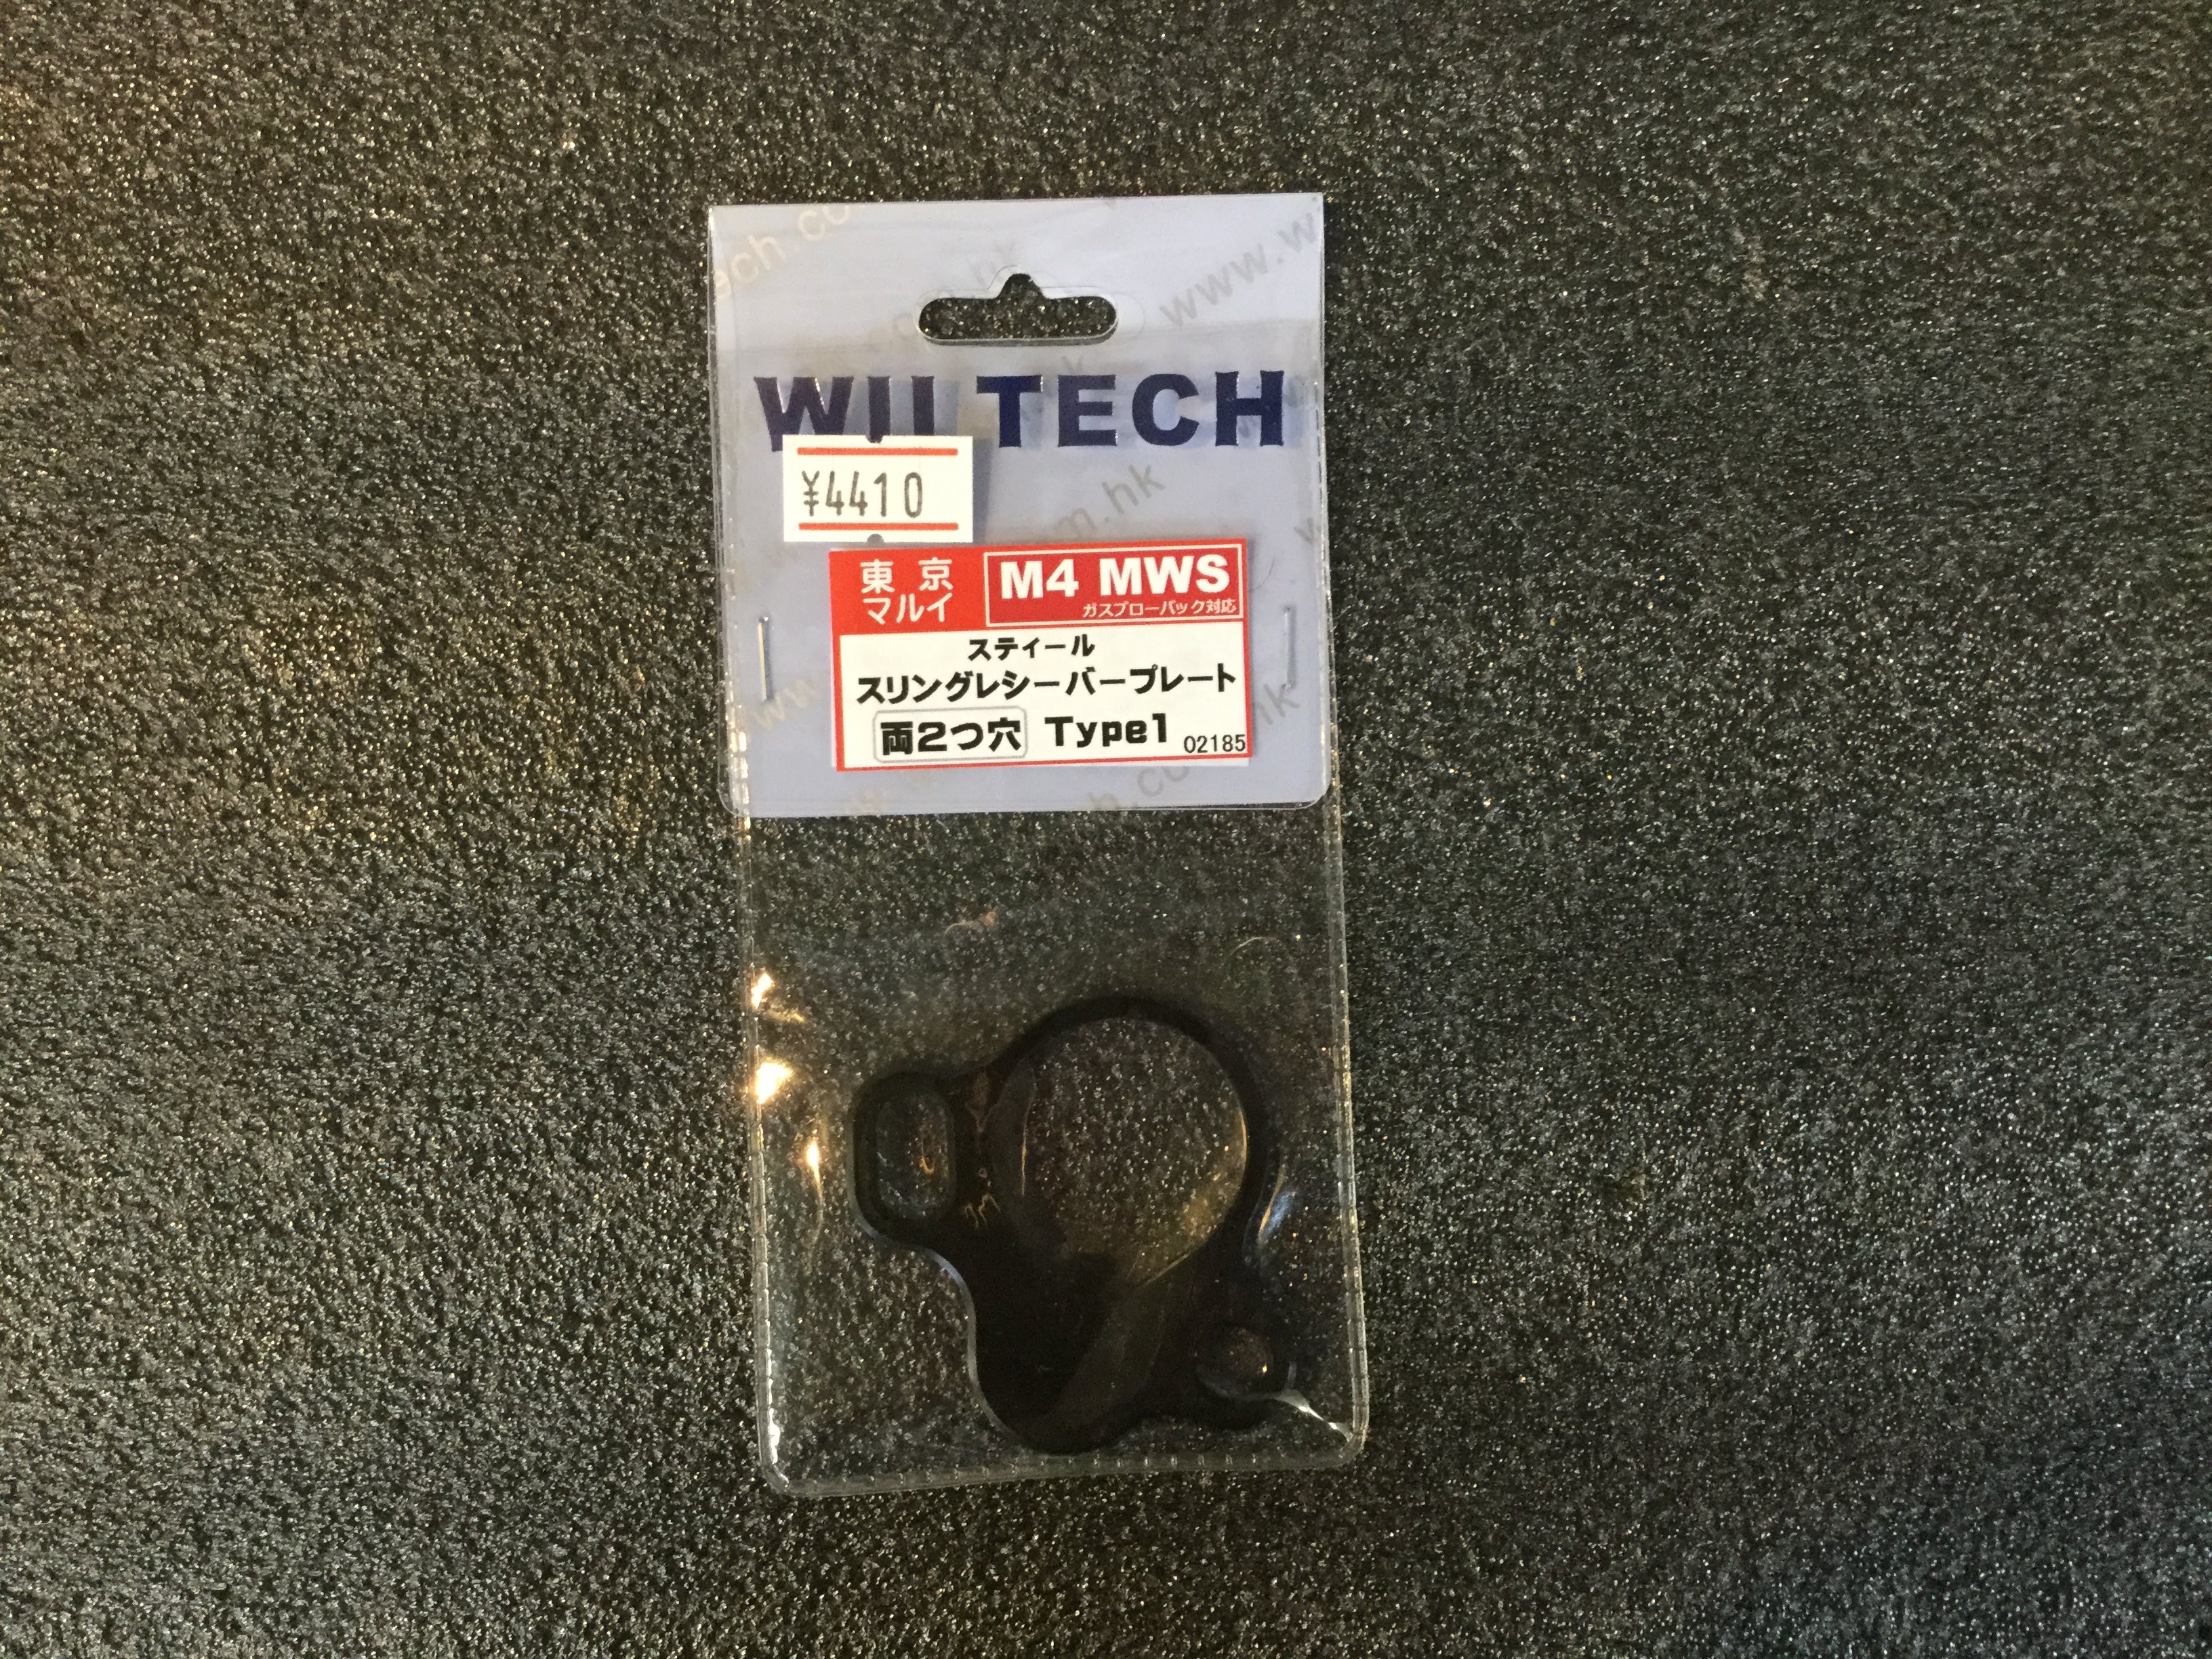 WII TECH
¥4410
東京
マルイ
M4 MWS
ガスブローバック対応
スティール
スリングレシーバープレート
両2つ穴 Type1 02185